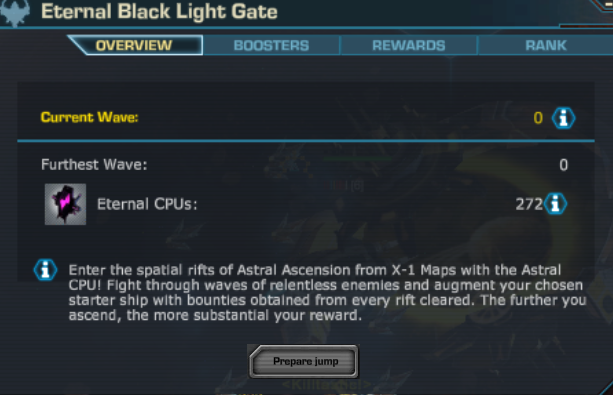 Eternal Black Light Gate
OVERVIEW BOOSTERS REWARDS RANK
Current Wave: 0
Furthest Wave: 0
Eternal CPUs: 272
Enter the spatial rifts of Astral Ascension from X-1 Maps with the Astral
CPU! Fight through waves of relentless enemies and augment your chosen
starter ship with bounties obtained from every rift cleared. The further you
ascend, the more substantial your reward.
Prepare jump